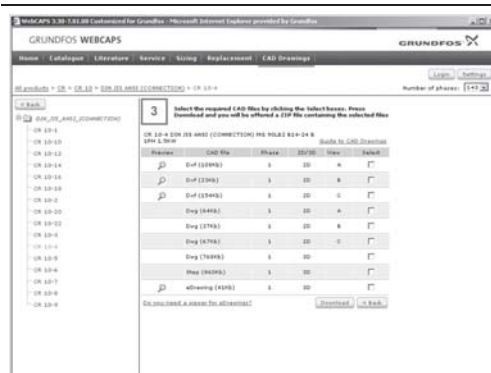 WebCAPS 3.30-7.01.00 Customized for Grundfos - Microsoft Internet Explorer provided by Grundfos
GRUNDFOS WEBCAPS
GRUNDFOS
Home | Catalogue | Literature | Service | Sizing | Replacement | CAD Drawings
Login Settings
All products > CR > CR 10 > DIN JIS ANSI (CONNECTION) > CR 10-4
Number of phases:
< Back
DIN_JIS_ANSI_(CONNECTION)
CR 10-1
CR 10-10
CR 10-12
CR 10-14
CR 10-16
CR 10-18
CR 10-2
CR 10-20
CR 10-22
CR 10-3
CR 10-4
CR 10-5
CR 10-6
CR 10-7
CR 10-8
CR 10-9
3
Select the required CAD files by clicking the Select boxes. Press
Download and you will be offered a ZIP file containing the selected files
CR 10-4 DIN JIS ANSI (CONNECTION) MG 90LB2 B14-24 &
1PH 1.5KW
Guide to CAD Drawings
Preview CAD file Phase 2D/3D View Select
Dxf (108Kb) 1 2D A
Dxf (23Kb) 1 2D B
Dxf (154Kb) 1 2D C
Dwg (64Kb) 1 2D A
Dwg (37Kb) 1 2D B
Dwg (67Kb) 1 2D C
Dwg (760Kb) 1 3D
Step (963Kb) 1 3D
eDrawing (41Kb) 1 3D
Do you need a viewer for eDrawings?
Download < Back